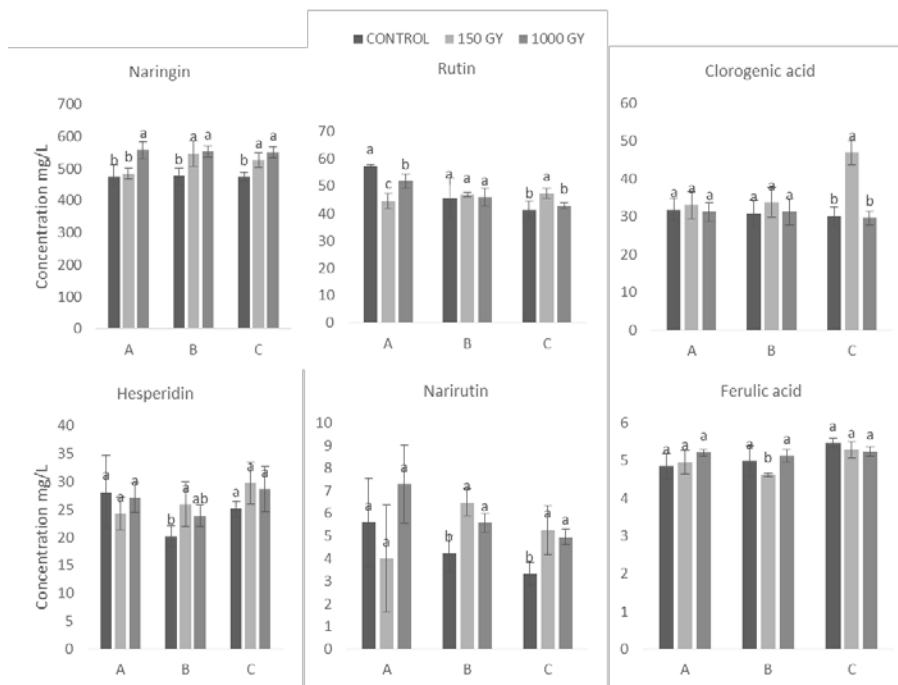 CONTROL 150 GY 1000 GY
Naringin
Concentration mg/L
700
600
500
400
300
200
100
0
b b a
b a a
b a a
A B C
Rutin
70
60
50
40
30
20
10
0
a c b
a a a
b a b
A B C
Clorogenic acid
60
50
40
30
20
10
0
a a a
a a a
b a b
A B C
Hesperidin
Concentration mg/L
40
35
30
25
20
15
10
5
0
a a a
b a ab
a a a
A B C
Narirutin
10
9
8
7
6
5
4
3
2
1
0
a a a
b a a
b a a
A B C
Ferulic acid
6
5
4
3
2
1
0
a a a
a b a
a a a
A B C